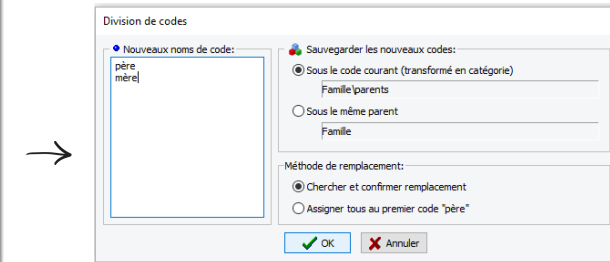 Division de codes
Nouveaux noms de code:
père
mère
Sauvegarder les nouveaux codes:
Sous le code courant (transformé en catégorie)
Famille\parents
Sous le même parent
Famille
Méthode de remplacement:
Chercher et confirmer remplacement
Assigner tous au premier code "père"
OK
Annuler